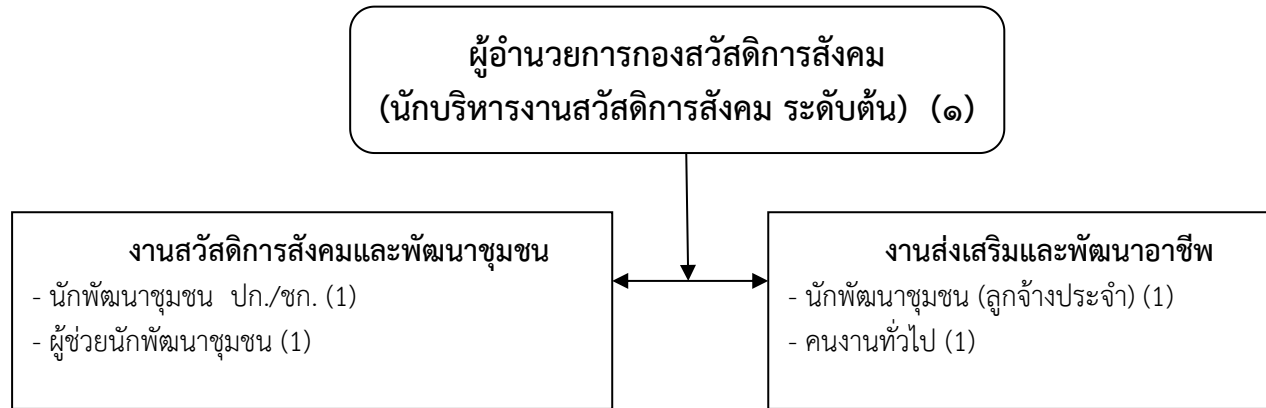 ผู้อำนวยการกองสวัสดิการสังคม
(นักบริหารงานสวัสดิการสังคม ระดับต้น) (๑)
งานสวัสดิการสังคมและพัฒนาชุมชน
- นักพัฒนาชุมชน ปก./ชก. (1)
- ผู้ช่วยนักพัฒนาชุมชน (1)
งานส่งเสริมและพัฒนาอาชีพ
- นักพัฒนาชุมชน (ลูกจ้างประจำ) (1)
- คนงานทั่วไป (1)